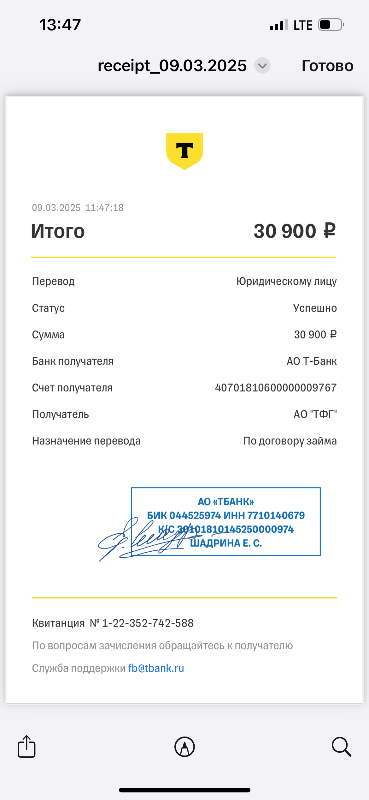 13:47
LTE
receipt_09.03.2025
Готово
T
09.03.2025 11:47:18
Итого 30 900 ₽
Перевод Юридическому лицу
Статус Успешно
Сумма 30 900 ₽
Банк получателя АО Т-Банк
Счет получателя 40701810600000009767
Получатель АО "ТФГ"
Назначение перевода По договору займа
АО «ТБАНК»
БИК 044525974 ИНН 7710140679
К/С 30101810145250000974
ШАДРИНА Е. С.
Квитанция № 1-22-352-742-588
По вопросам зачисления обращайтесь к получателю
Служба поддержки fb@tbank.ru